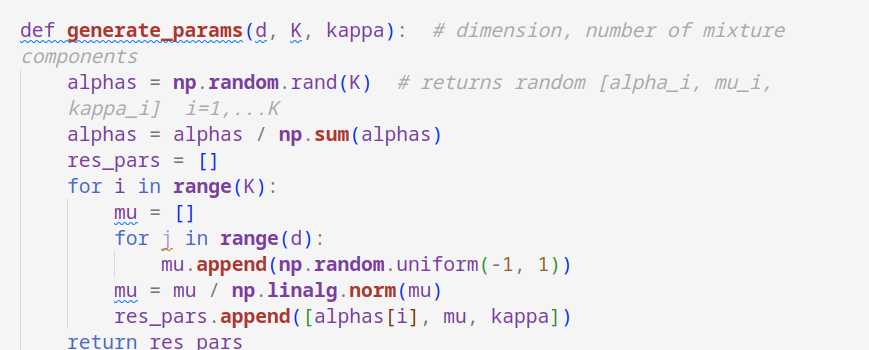 def generate_params(d, K, kappa):  # dimension, number of mixture
components
    alphas = np.random.rand(K)  # returns random [alpha_i, mu_i,
    kappa_i]  i=1,...K
    alphas = alphas / np.sum(alphas)
    res_pars = []
    for i in range(K):
        mu = []
        for j in range(d):
            mu.append(np.random.uniform(-1, 1))
        mu = mu / np.linalg.norm(mu)
        res_pars.append([alphas[i], mu, kappa])
    return res_pars